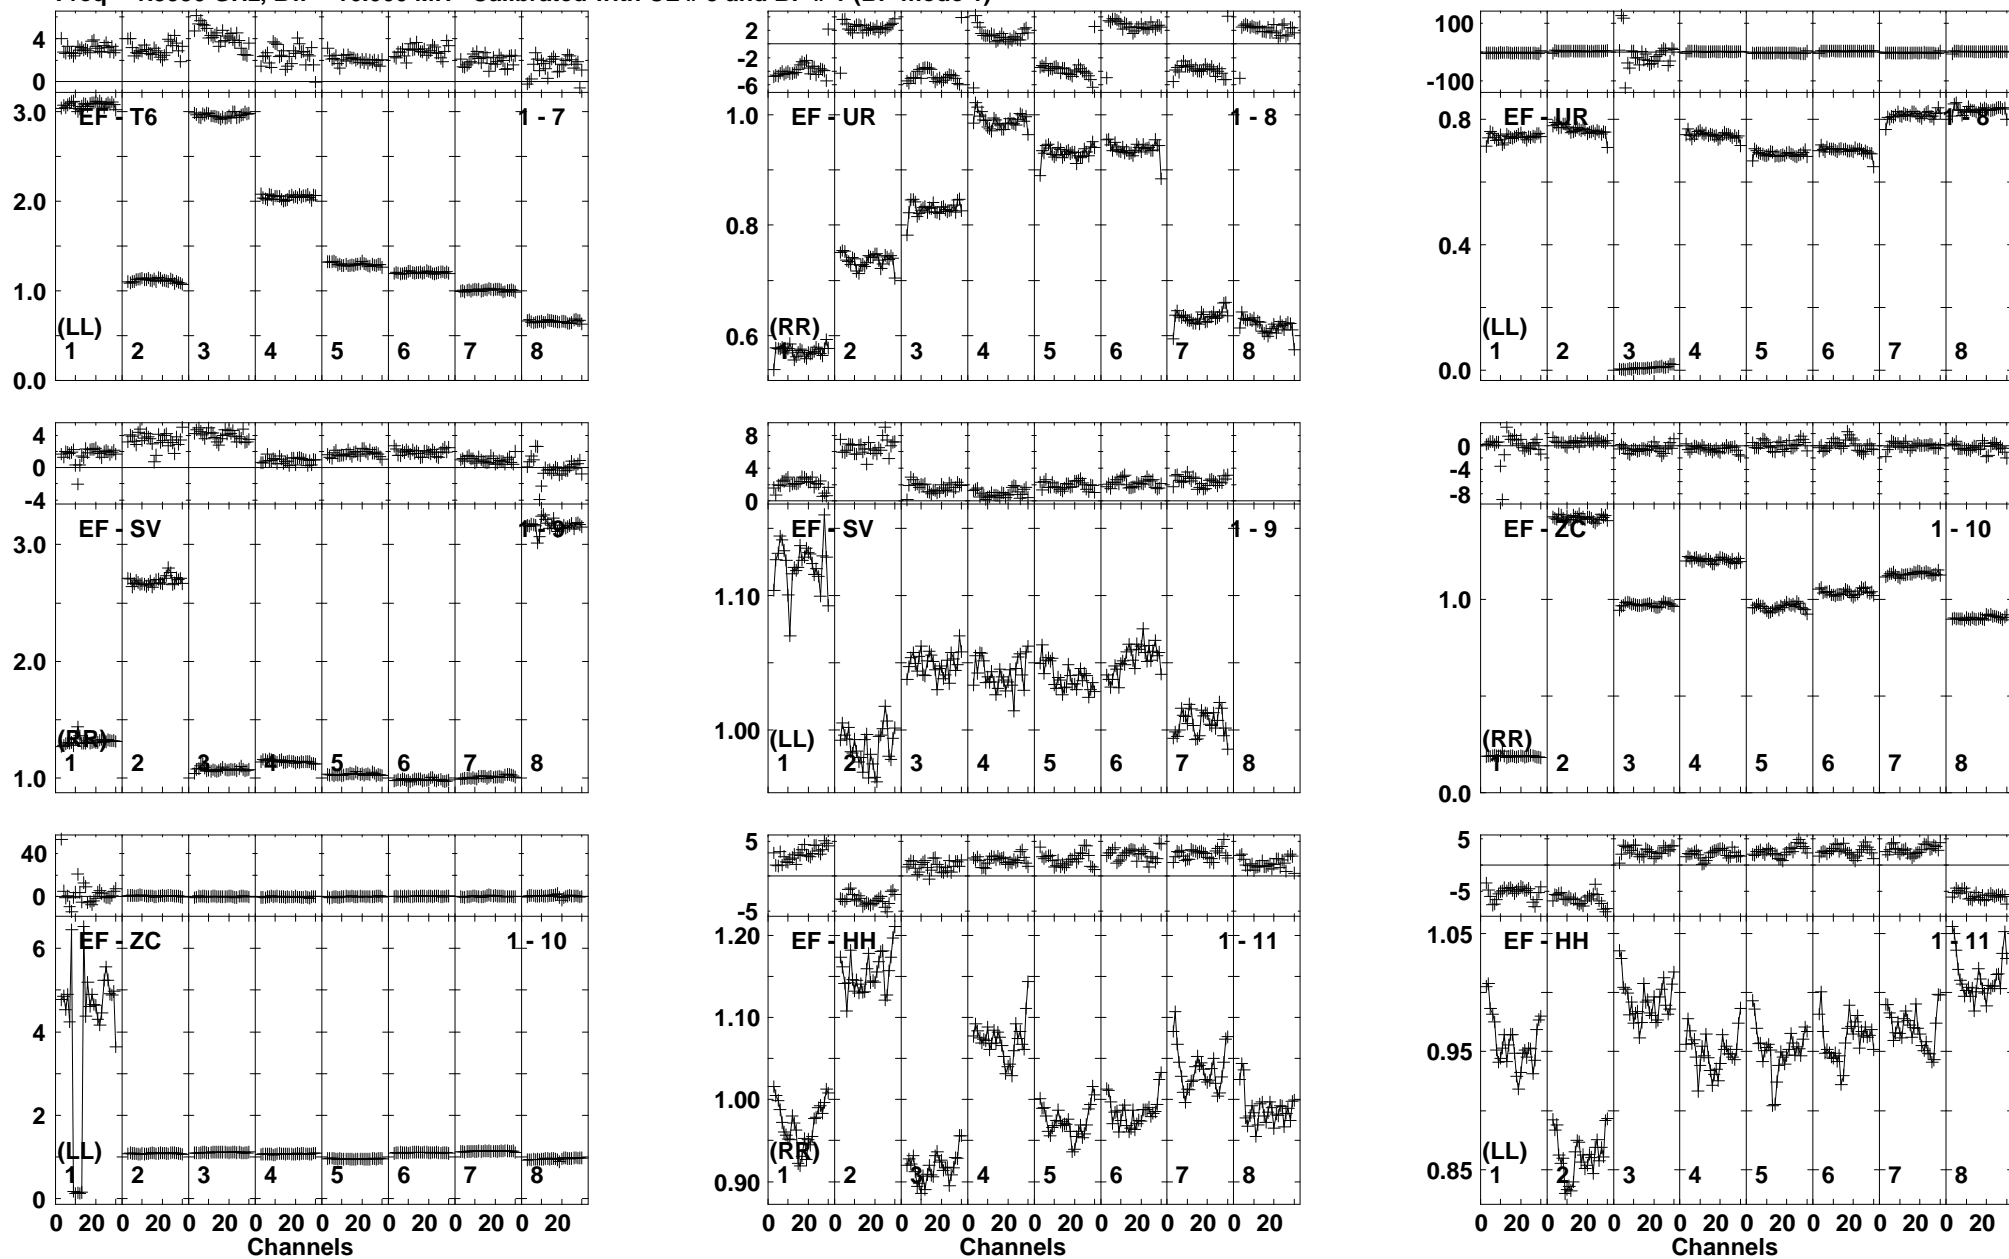 4 2 0
EF - T6 1 - 7
3.0 2.0 1.0 0.0
(LL)
1 2 3 4 5 6 7 8
2 -2 -6
EF - UR 1 - 8
1.0 0.8 0.6
(RR)
1 2 3 4 5 6 7 8
100 0 -100
EF - UR 1 - 8
0.8 0.4 0.0
(LL)
1 2 3 4 5 6 7 8
4 0 -4
EF - SV 1 - 9
3.0 2.0 1.0
(RR)
1 2 3 4 5 6 7 8
8 4 0
EF - SV 1 - 9
1.10 1.00
(LL)
1 2 3 4 5 6 7 8
0 -4 -8
EF - ZC 1 - 10
1.0 0.0
(RR)
1 2 3 4 5 6 7 8
40 0
EF - ZC 1 - 10
6 4 2 0
(LL)
1 2 3 4 5 6 7 8
0 20 0 20 0 20 0 20 0 20 0 20 0 20 0 20
Channels
5 -5
EF - HH 1 - 11
1.20 1.10 1.00 0.90
(RR)
1 2 3 4 5 6 7 8
0 20 0 20 0 20 0 20 0 20 0 20 0 20 0 20
Channels
5 -5
EF - HH 1 - 11
1.05 0.95 0.85
(LL)
1 2 3 4 5 6 7 8
0 20 0 20 0 20 0 20 0 20 0 20 0 20 0 20
Channels